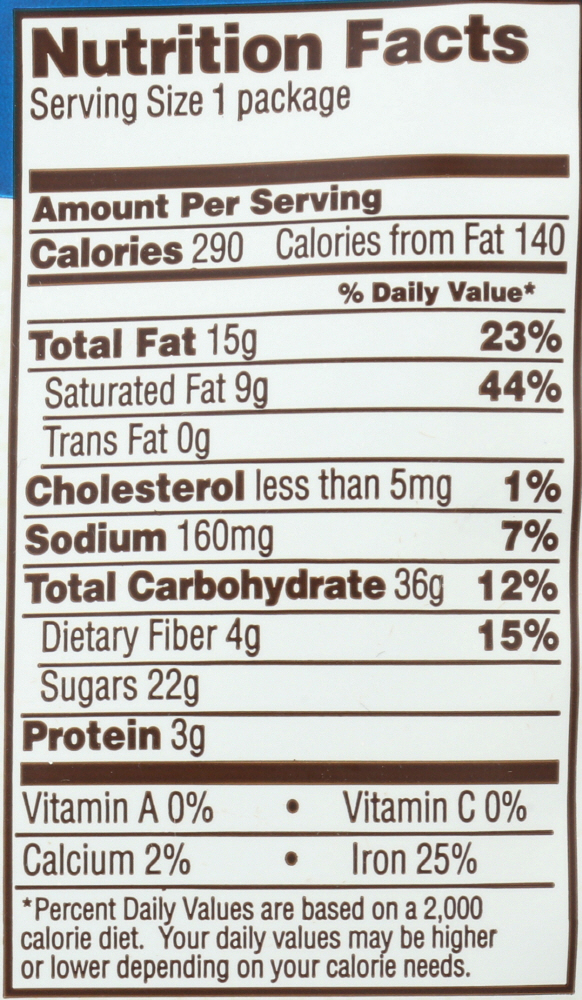 Nutrition Facts
Serving Size 1 package
Amount Per Serving
Calories 290 Calories from Fat 140
% Daily Value*
Total Fat 15g 23%
Saturated Fat 9g 44%
Trans Fat 0g
Cholesterol less than 5mg 1%
Sodium 160mg 7%
Total Carbohydrate 36g 12%
Dietary Fiber 4g 15%
Sugars 22g
Protein 3g
Vitamin A 0% • Vitamin C 0%
Calcium 2% • Iron 25%
*Percent Daily Values are based on a 2,000
calorie diet. Your daily values may be higher
or lower depending on your calorie needs.